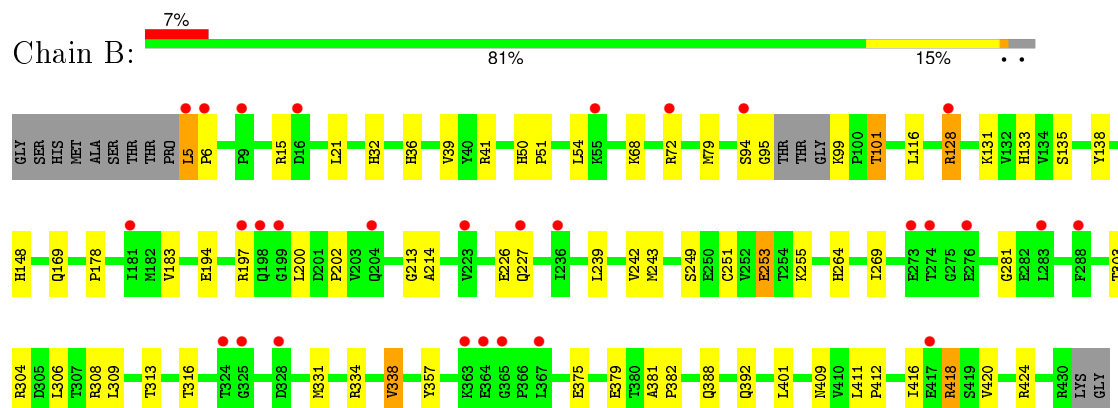 7%
Chain B:
81% 15% • •
GLY SER HIS MET ALA SER THR THR PRO L5 P6 P9 R15 D16 L21 H32 H36 V39 Y40 R41 H50 P51 L54 K55 K68 R72 M79 S94 G95 THR THR GLY K99 P100 T101 L116 R128 K131 V132 H133 V134 S135 Y138
H148 Q169 P178 I181 M182 V183 E194 R197 Q198 G199 L200 D201 P202 V203 Q204 G213 A214 V223 E226 Q227 I236 L239 V242 M243 S249 E250 C251 V252 E253 T254 K255 H264 I269 E273 T274 G275 E276 G281 E282 L283 F288 T303
R304 D305 L306 T307 R308 L309 T313 T316 T324 G325 D328 M331 R334 V338 Y357 K363 E364 G365 P366 L367 E375 E379 T380 A381 P382 Q388 Q392 L401 N409 V410 L411 P412 I416 E417 R418 S419 V420 R424 R430 LYS GLY